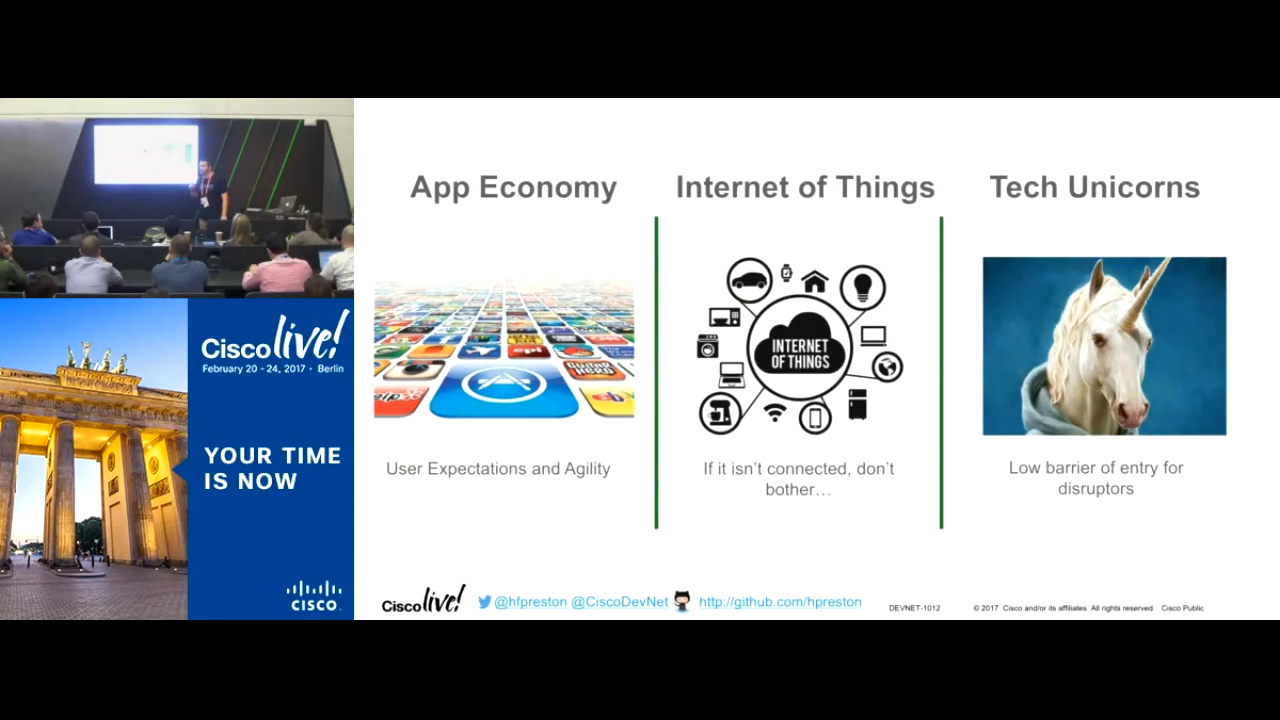 Cisco live!
February 20 - 24, 2017 • Berlin
YOUR TIME
IS NOW
CISCO
App Economy
User Expectations and Agility
Internet of Things
INTERNET
OF THINGS
If it isn't connected, don't
bother…
Tech Unicorns
Low barrier of entry for
disruptors
Cisco live!
@hfpreston @CiscoDevNet
http://github.com/hpreston
DEVNET-1012
© 2017 Cisco and/or its affiliates. All rights reserved. Cisco Public